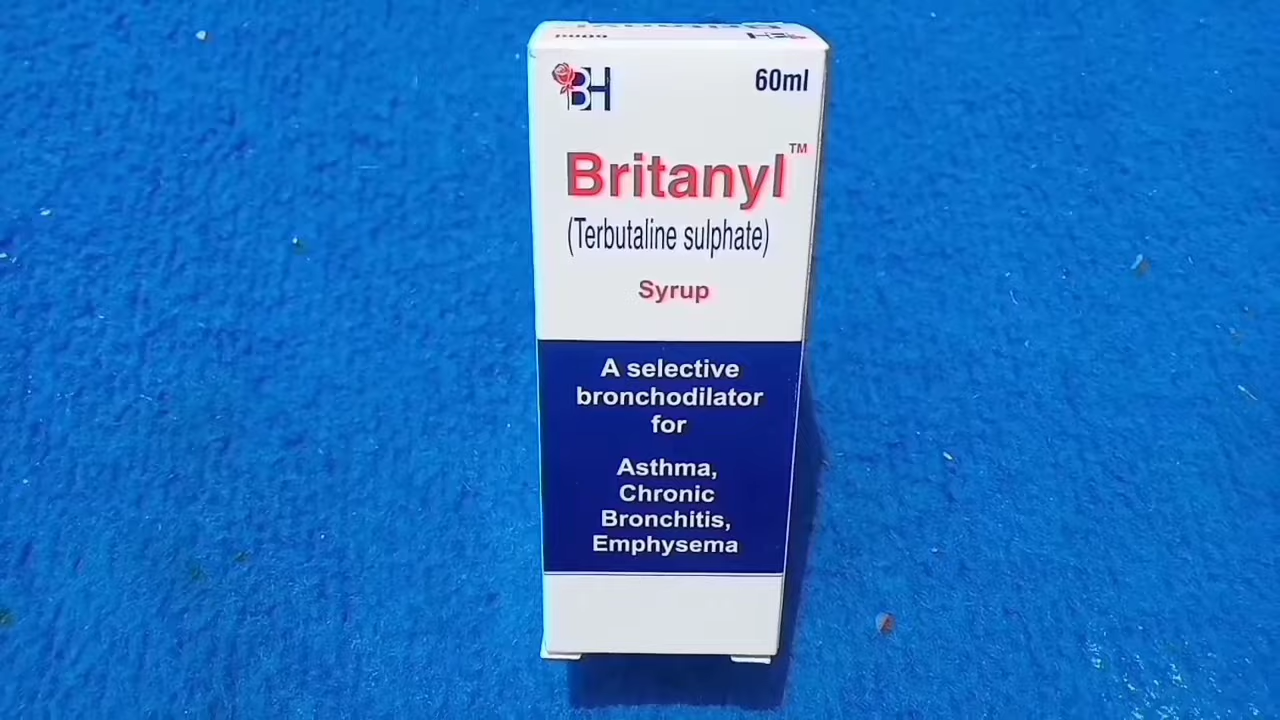 BH
60ml
Britanyl™
(Terbutaline sulphate)
Syrup
A selective
bronchodilator
for
Asthma,
Chronic
Bronchitis,
Emphysema